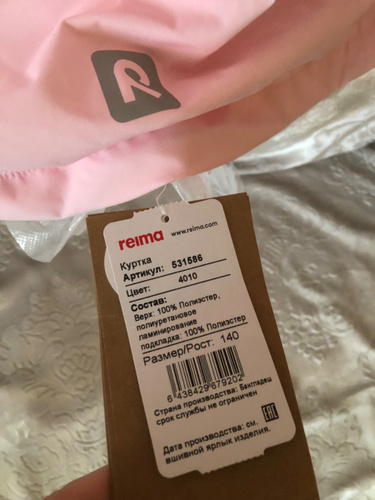 reima www.reima.com
Куртка
Артикул: 531586
Цвет: 4010
Состав:
Верх: 100% Полиэстер,
полиуретановое
ламинирование
подкладка: 100% Полиэстер
Размер/Рост: 140
6 438429 679202
Страна производства: Бангладеш
срок службы не ограничен
EAC
Дата производства: см.
вшивной ярлык изделия.